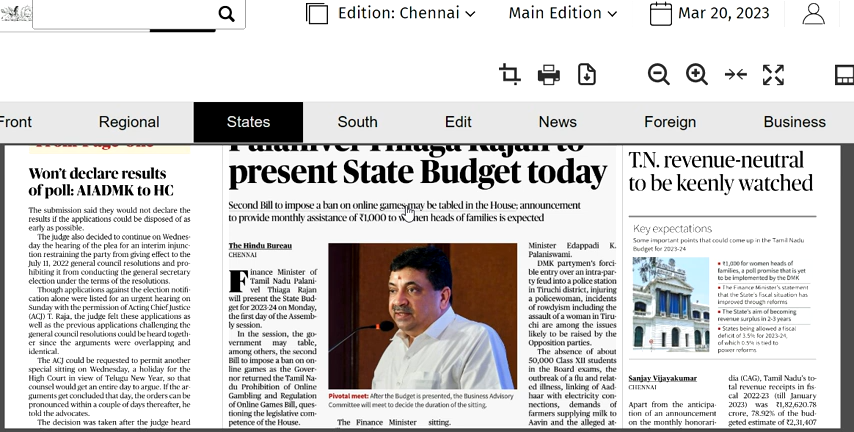 Edition: Chennai
Main Edition
Mar 20, 2023
Front
Regional
States
South
Edit
News
Foreign
Business
From Page One
Won't declare results
of poll: AIADMK to HC
The submission said they would not declare the
results if the applications could be disposed of as
early as possible.
The judge also decided to continue on Wednes-
day the hearing of the plea for an interim injunc-
tion restraining the party from giving effect to the
July 11, 2022 general council resolutions and pro-
hibiting it from conducting the general secretary
election under the terms of the resolutions.
Though applications against the election notifi-
cation alone were listed for an urgent hearing on
Sunday with the permission of Acting Chief Justice
(ACJ) T. Raja, the judge felt these applications as
well as the previous applications challenging the
general council resolutions could be heard togeth-
er since the arguments were overlapping and
identical.
The ACJ could be requested to permit another
special sitting on Wednesday, a holiday for the
High Court in view of Telugu New Year, so that
counsel would get an entire day to argue. If the ar-
guments get concluded that day, the orders can be
pronounced within a couple of days thereafter, he
told the advocates.
The decision was taken after the judge heard
Palanivel Thiaga Rajan to
present State Budget today
Second Bill to impose a ban on online games may be tabled in the House; announcement
to provide monthly assistance of ₹1,000 to women heads of families is expected
The Hindu Bureau
CHENNAI
Finance Minister of
Tamil Nadu Palani-
vel Thiaga Rajan
will present the State Bud-
get for 2023-24 on Monday,
the first day of the Assemb-
ly session.
In the session, the go-
vernment may table,
among others, the second
Bill to impose a ban on on-
line games as the Gover-
nor returned the Tamil Na-
du Prohibition of Online
Gambling and Regulation
of Online Games Bill, ques-
tioning the legislative com-
petence of the House.
Pivotal meet: After the Budget is presented, the Business Advisory
Committee will meet to decide the duration of the sitting.
The Finance Minister
sitting.
Minister Edappadi K.
Palaniswami.
DMK partymen's forci-
ble entry over an intra-par-
ty feud into a police station
in Tiruchi district, injuring
a policewoman, incidents
of rowdyism including the
assault of a woman in Tiru-
chi are among the issues
likely to be raised by the
Opposition parties.
The absence of about
50,000 Class XII students
in the Board exams, the
outbreak of a flu and relat-
ed illness, linking of Aad-
haar with electricity con-
nections, demands of
farmers supplying milk to
Aavin and the alleged at-
T.N. revenue-neutral
to be keenly watched
Key expectations
Some important points that could come up in the Tamil Nadu
Budget for 2023-24
₹1,000 for women heads of
families, a poll promise that is yet
to be implemented by the DMK
The Finance Minister's statement
that the State's fiscal situation has
improved through reforms
The State's aim of becoming
revenue surplus in 2-3 years
States being allowed a fiscal
deficit of 3.5% for 2023-24,
of which 0.5% is tied to
power reforms
Sanjay Vijayakumar
CHENNAI
Apart from the anticipa-
tion of an announcement
on the monthly honorari-
dia (CAG), Tamil Nadu's to-
tal revenue receipts in fis-
cal 2022-23 (till January
2023) was ₹1,82,620.78
crore, 78.92% of the bud-
geted estimate of ₹2,31,407